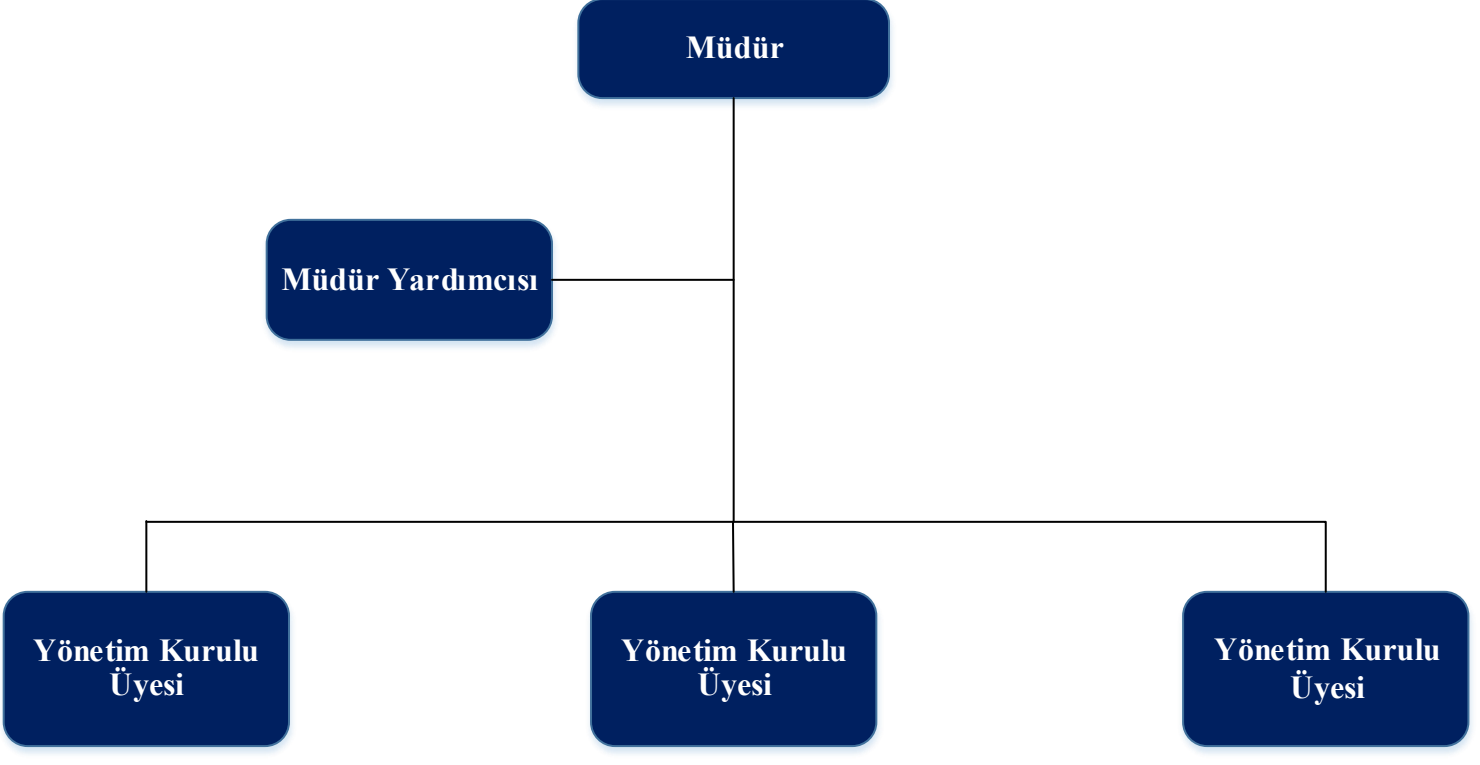 Müdür
Müdür Yardımcısı
Yönetim Kurulu
Üyesi
Yönetim Kurulu
Üyesi
Yönetim Kurulu
Üyesi